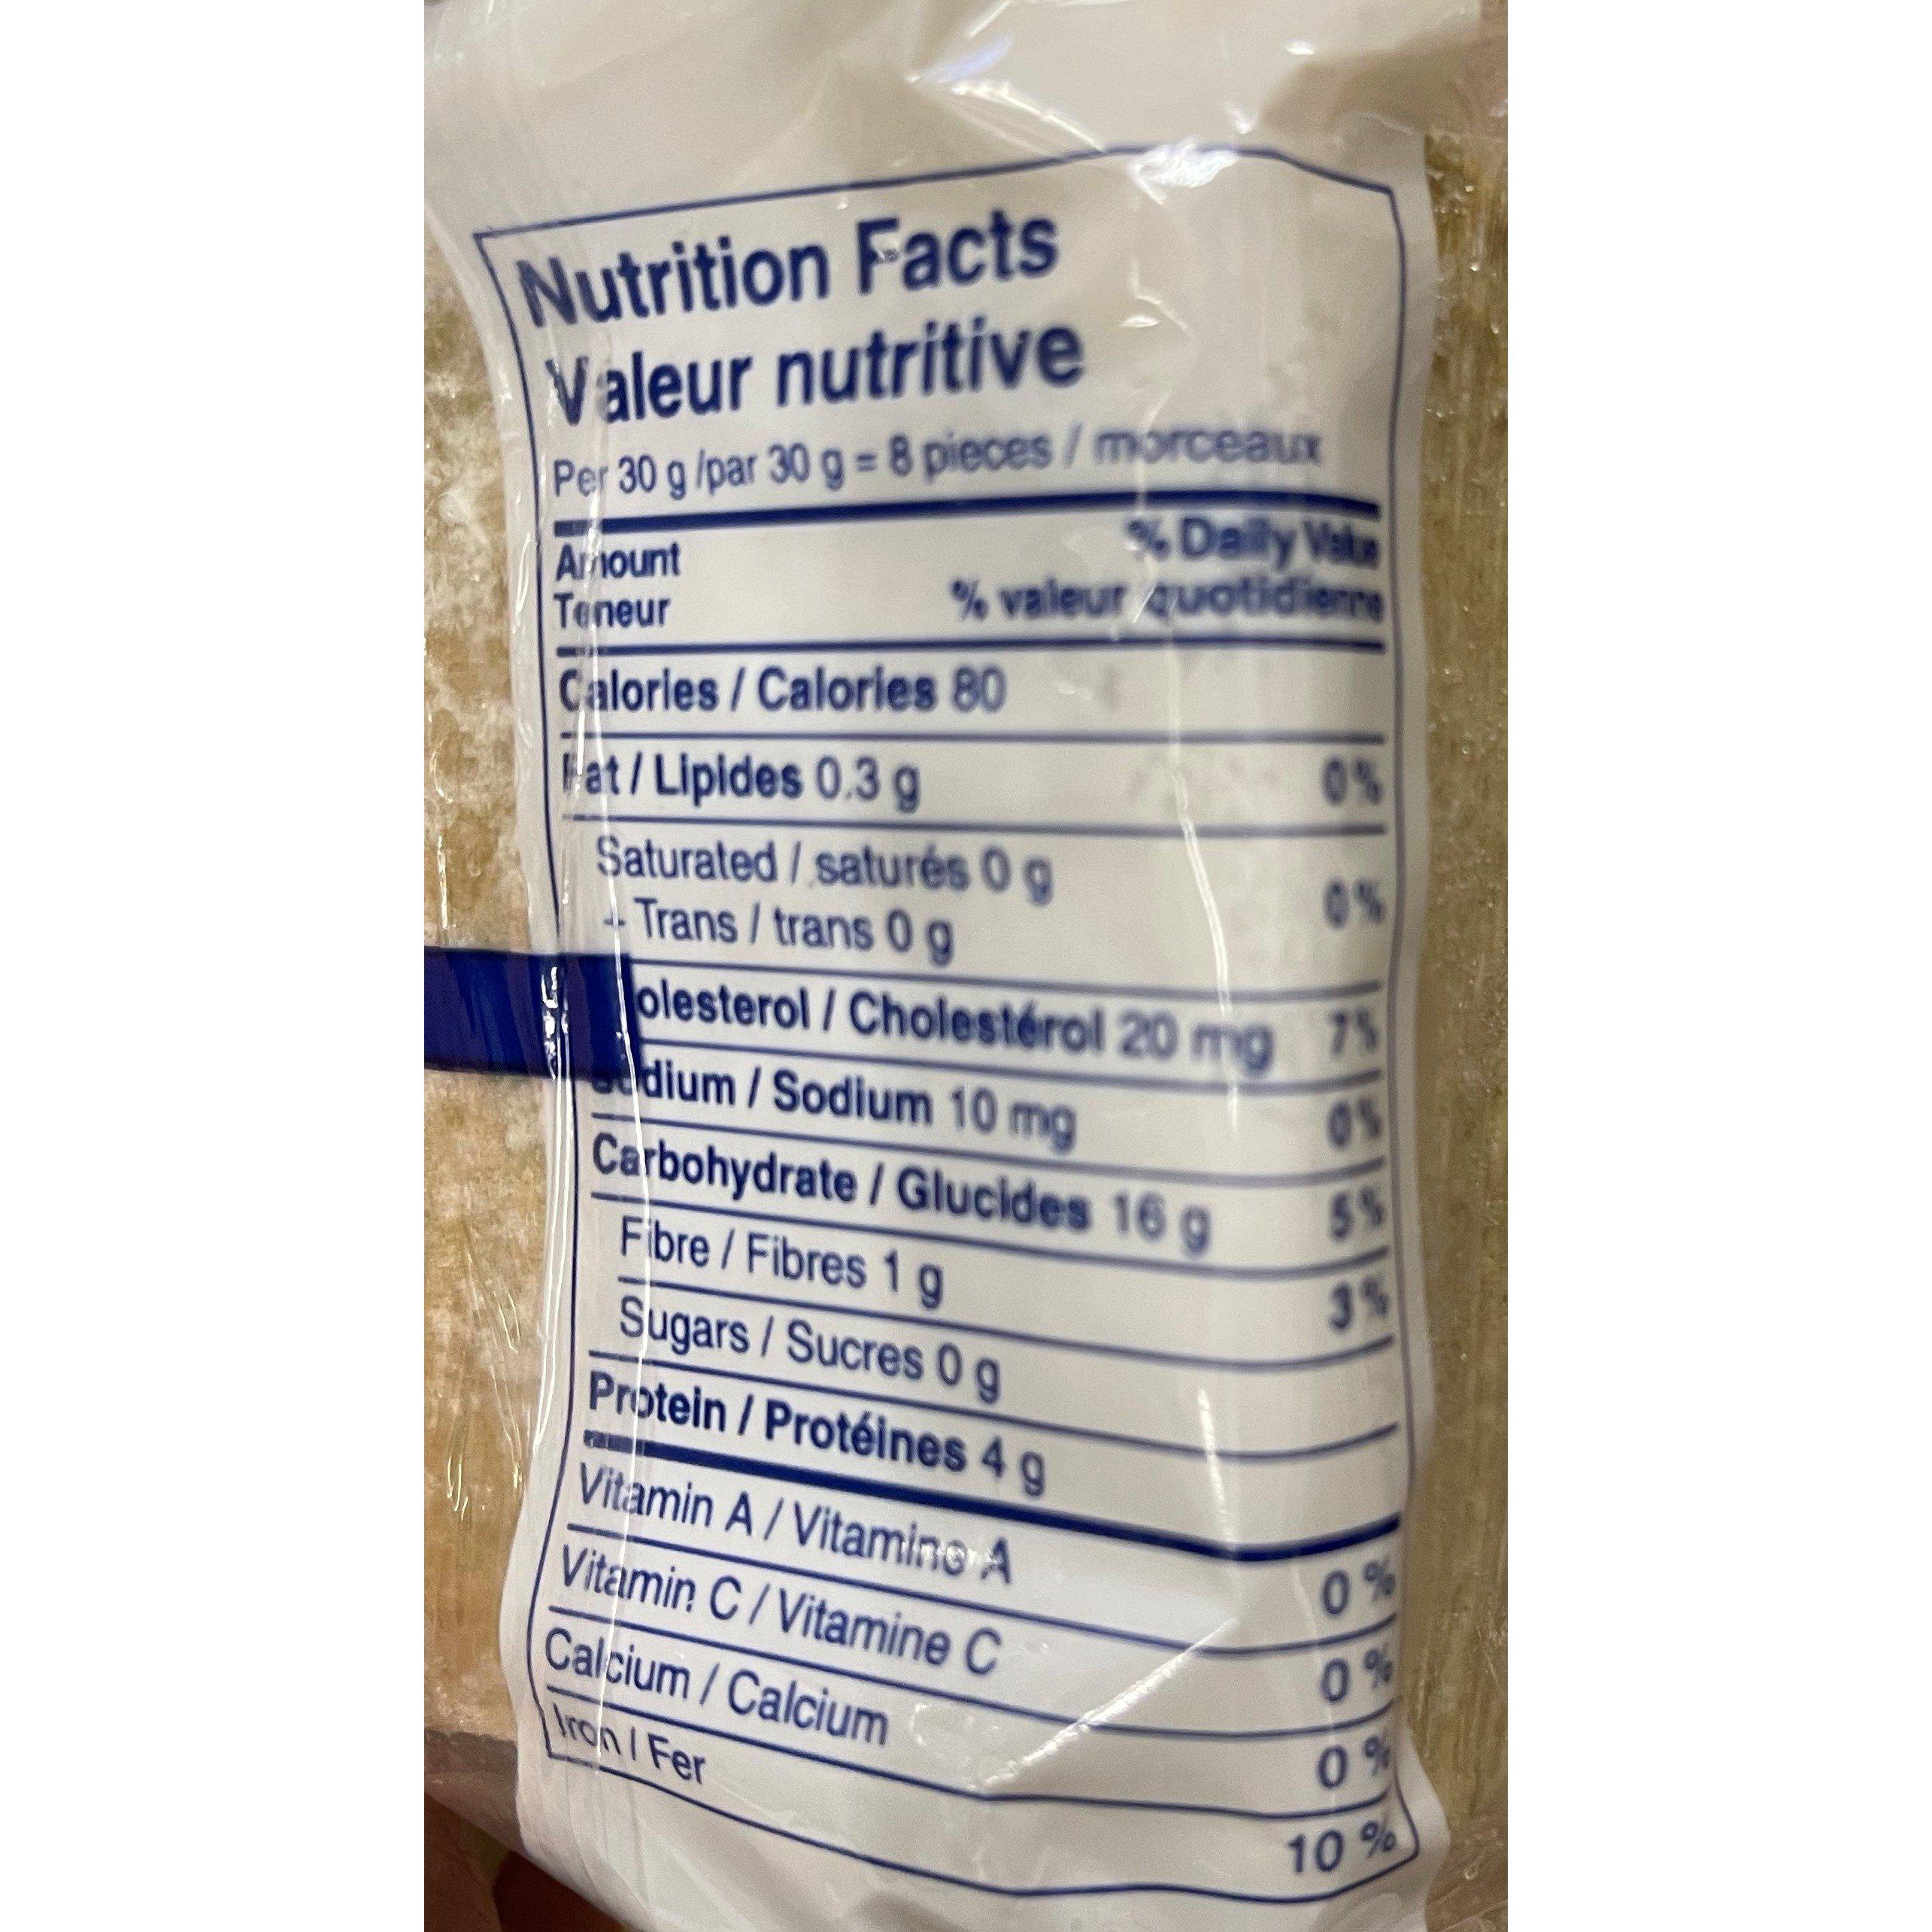 Nutrition Facts
Valeur nutritive
Per 30 g /par 30 g = 8 pieces / morceaux
Amount % Daily Value
Teneur % valeur quotidienne
Calories / Calories 80
Fat / Lipides 0.3 g 0%
Saturated / saturés 0 g
+ Trans / trans 0 g 0%
olesterol / Cholestérol 20 mg 7%
Sodium / Sodium 10 mg 0%
Carbohydrate / Glucides 16 g 5%
Fibre / Fibres 1 g 3%
Sugars / Sucres 0 g
Protein / Protéines 4 g
Vitamin A / Vitamine A 0 %
Vitamin C / Vitamine C 0 %
Calcium / Calcium 0 %
Iron / Fer 10 %